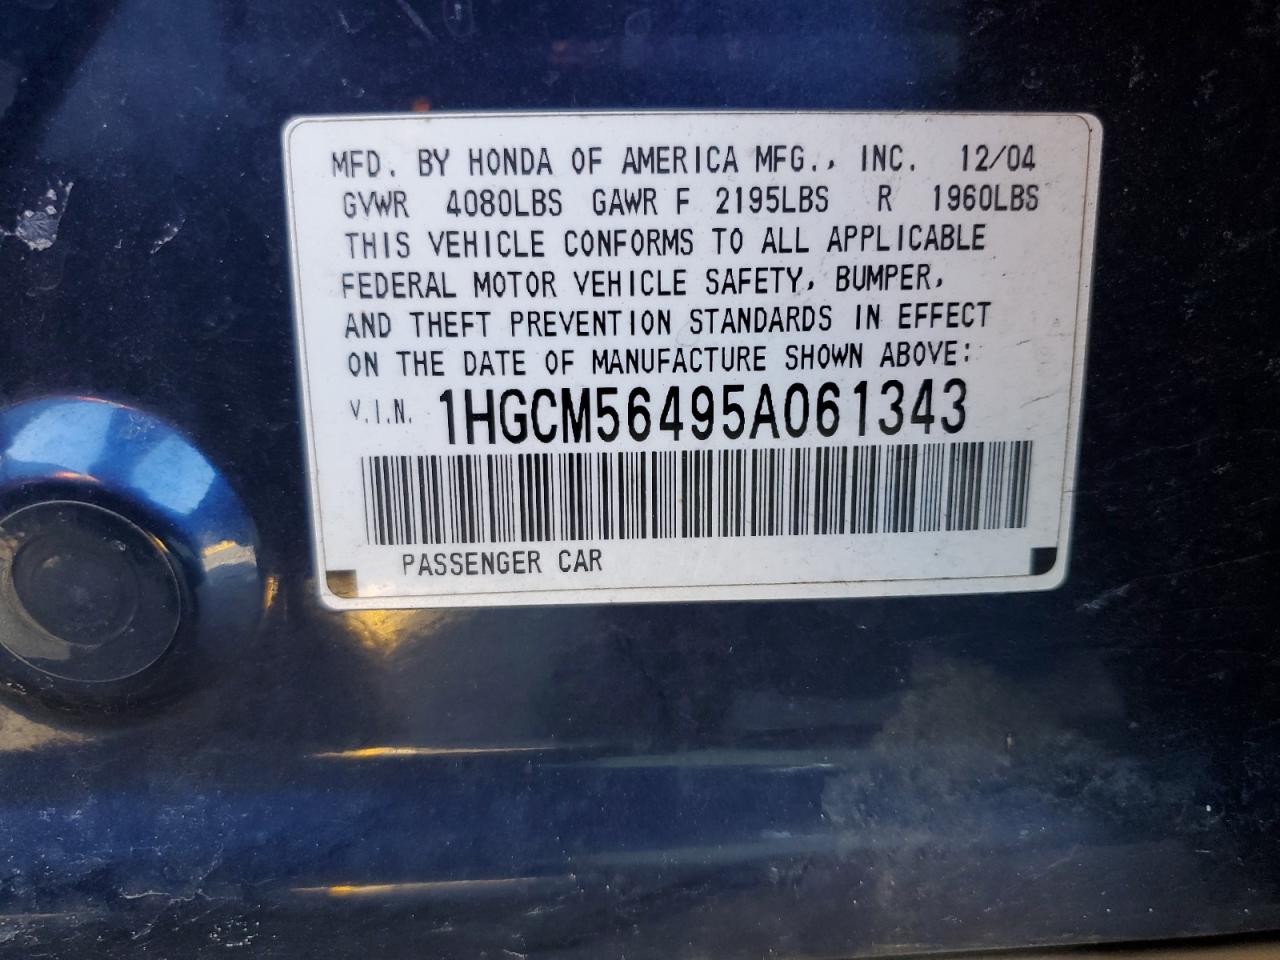 MFD. BY HONDA OF AMERICA MFG., INC. 12/04
GVWR 4080LBS GAWR F 2195LBS R 1960LBS
THIS VEHICLE CONFORMS TO ALL APPLICABLE
FEDERAL MOTOR VEHICLE SAFETY, BUMPER,
AND THEFT PREVENTION STANDARDS IN EFFECT
ON THE DATE OF MANUFACTURE SHOWN ABOVE:
V.I.N. 1HGCM56495A061343
PASSENGER CAR